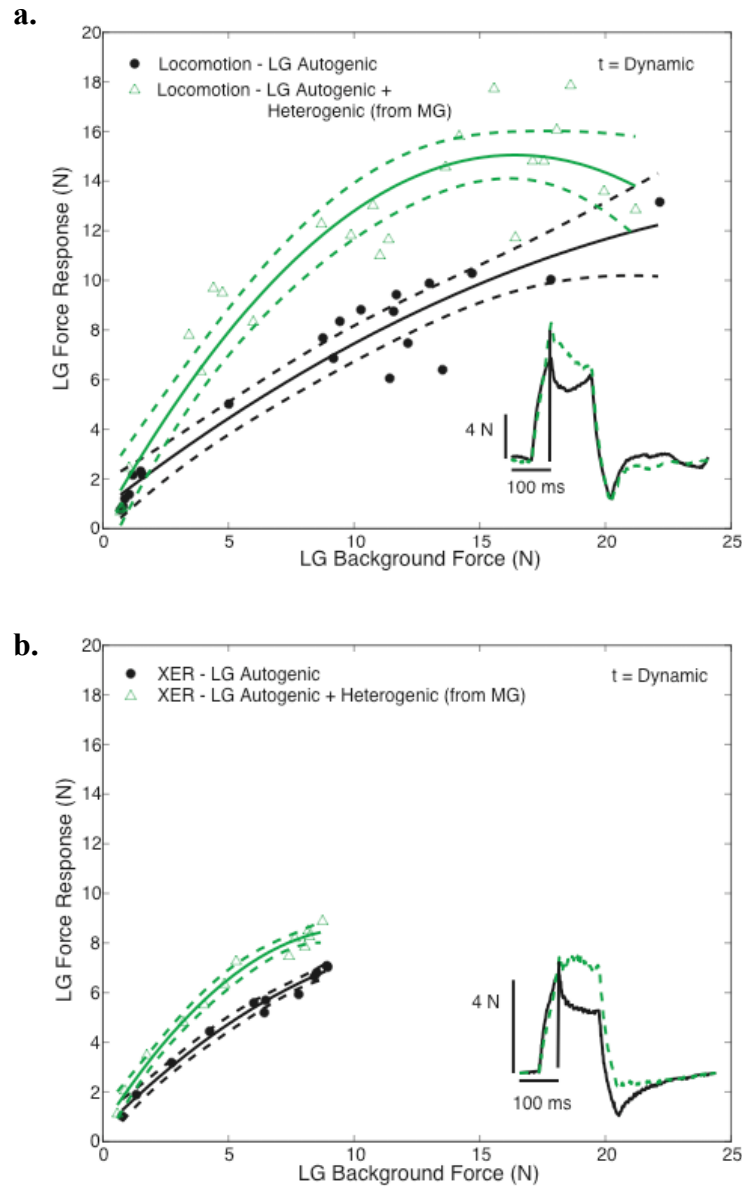 a.
20
18
16
14
12
10
8
6
4
2
0
LG Force Response (N)
Locomotion - LG Autogenic
Locomotion - LG Autogenic +
Heterogenic (from MG)
t = Dynamic
4 N
100 ms
0
5
10
15
20
25
LG Background Force (N)
b.
20
18
16
14
12
10
8
6
4
2
0
LG Force Response (N)
XER - LG Autogenic
XER - LG Autogenic + Heterogenic (from MG)
t = Dynamic
4 N
100 ms
0
5
10
15
20
25
LG Background Force (N)